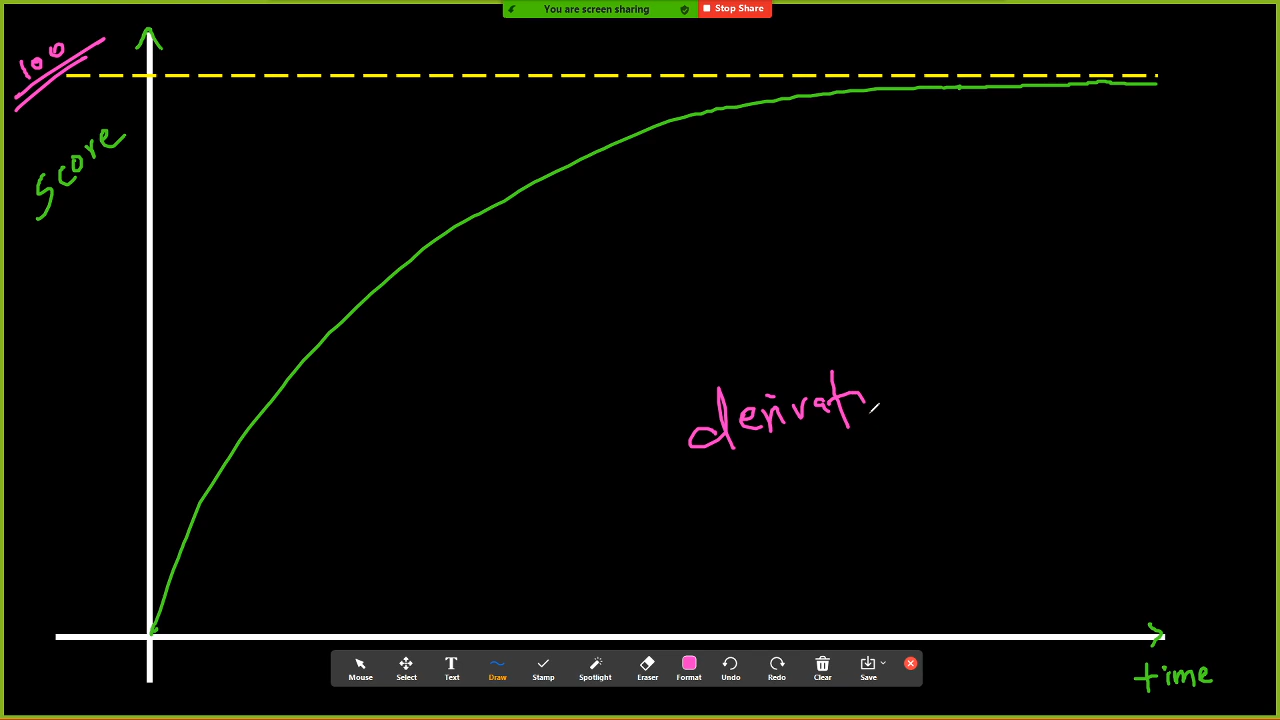 You are screen sharing
Stop Share
100
Score
derivat
time
Mouse
Select
Text
Draw
Stamp
Spotlight
Eraser
Format
Undo
Redo
Clear
Save